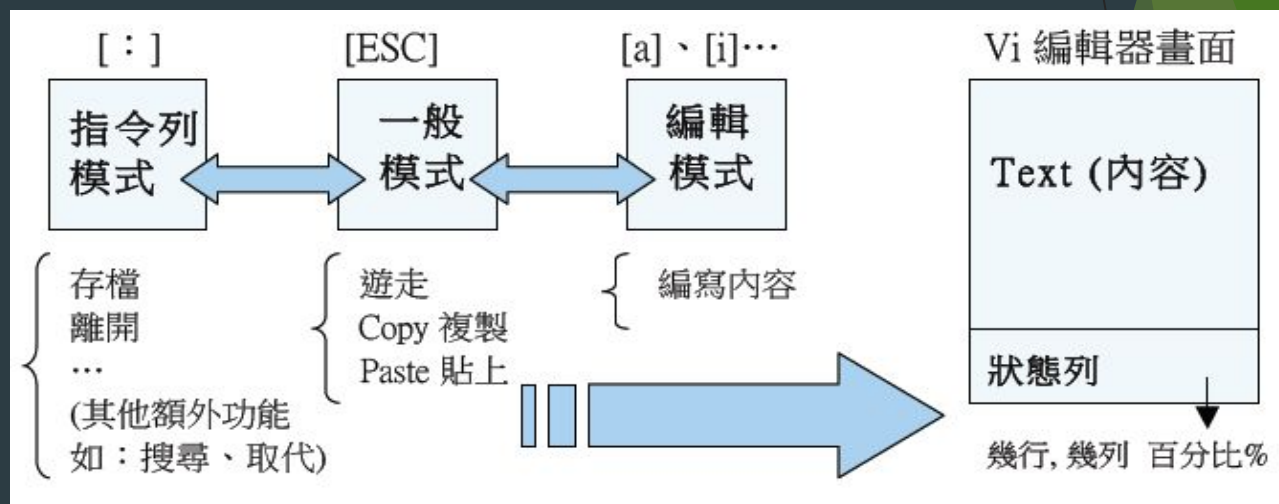 [：]
指令列
模式
存檔
離開
…
(其他額外功能
如：搜尋、取代)
[ESC]
一般
模式
遊走
Copy 複製
Paste 貼上
[a]、[i]…
編輯
模式
編寫內容
Vi 編輯器畫面
Text (內容)
狀態列
幾行, 幾列 百分比%